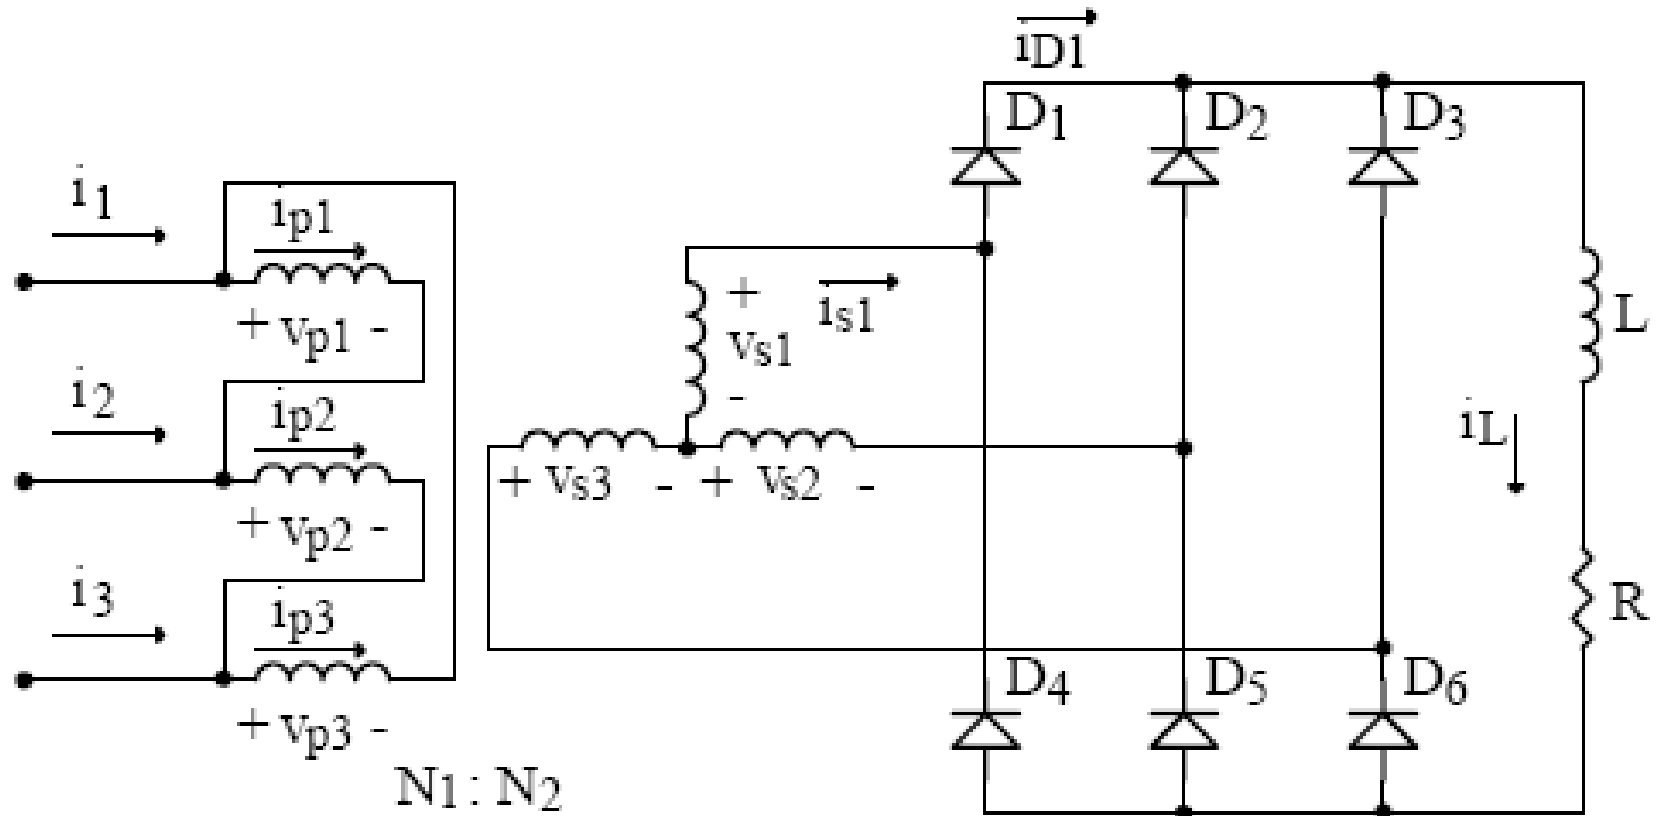 iD1
D1 D2 D3
i1
ip1
+ vp1 -
+
vs1
-
is1
L
i2
ip2
+ vp2 -
+ vs3 - + vs2 -
iL
i3
ip3
+ vp3 -
R
D4 D5 D6
N1 : N2